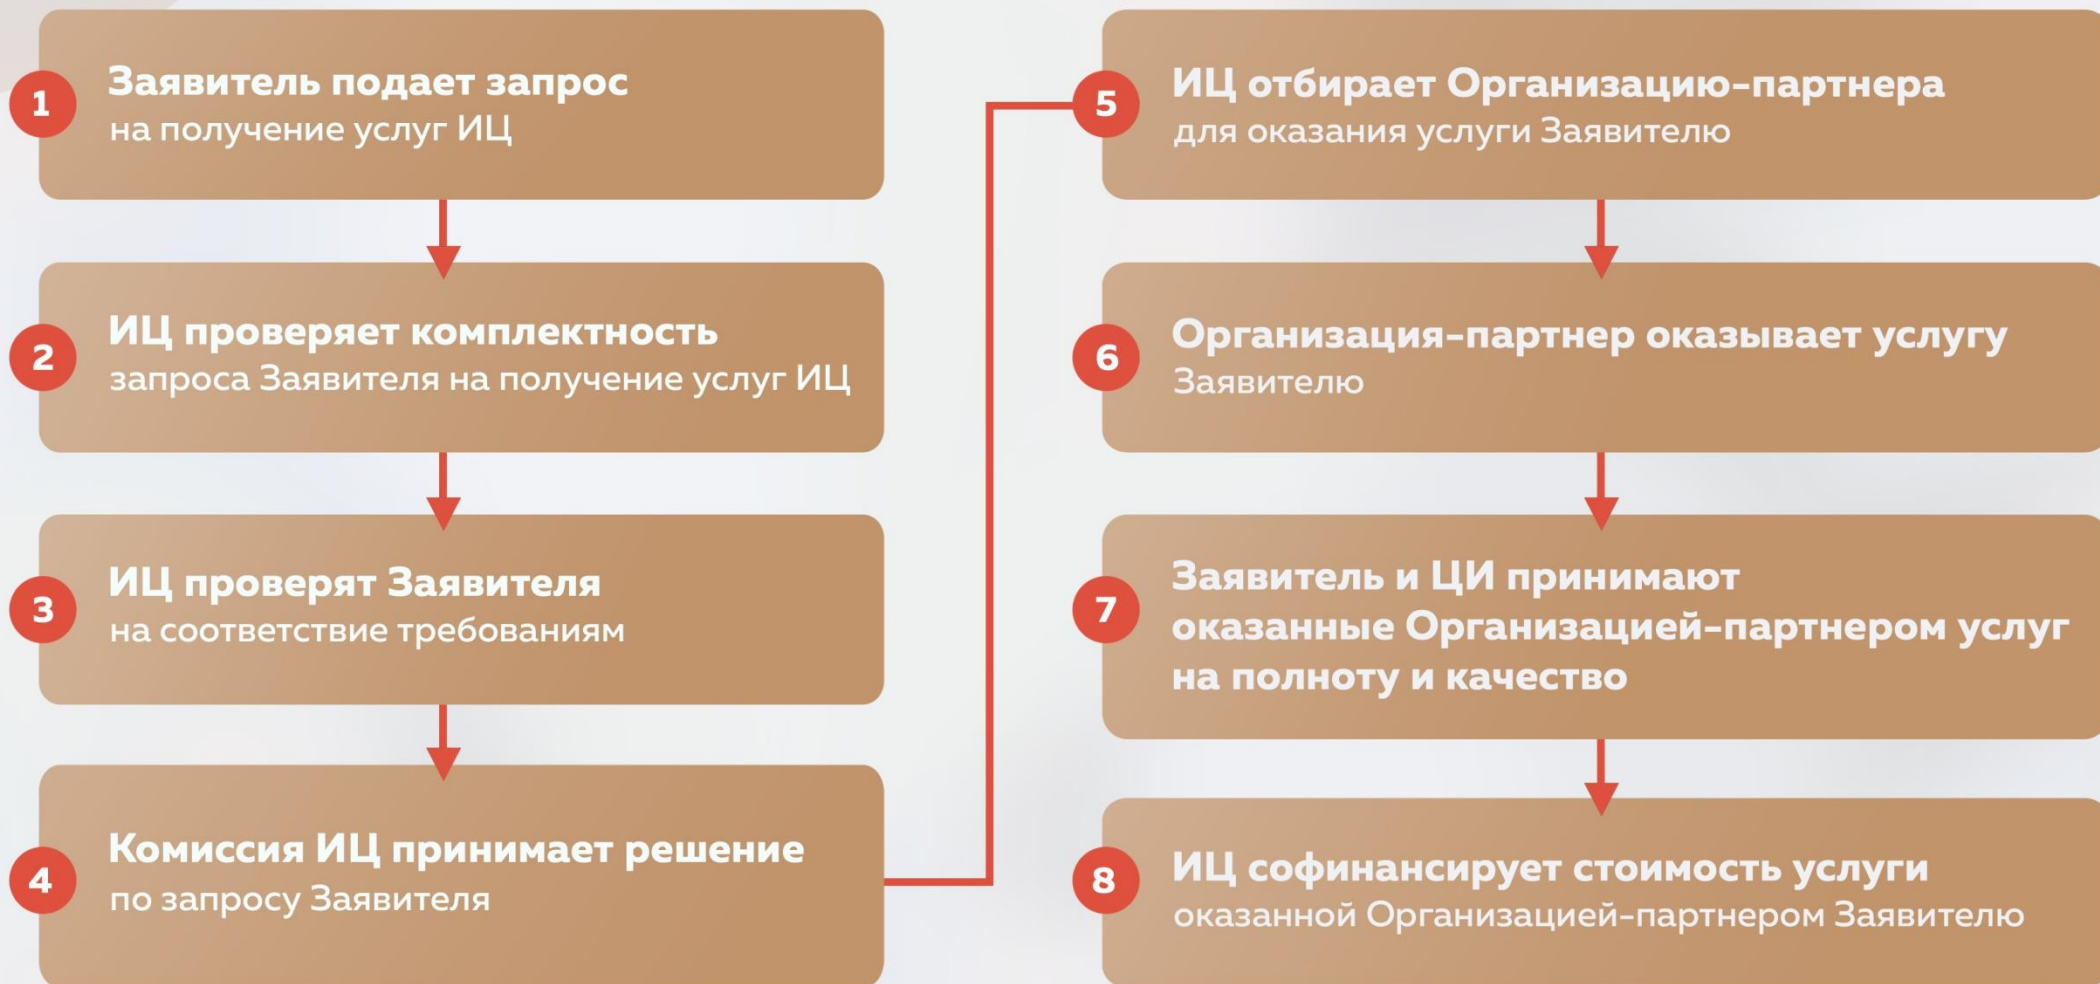 1
Заявитель подает запрос
на получение услуг ИЦ
2
ИЦ проверяет комплектность
запроса Заявителя на получение услуг ИЦ
3
ИЦ проверят Заявителя
на соответствие требованиям
4
Комиссия ИЦ принимает решение
по запросу Заявителя
5
ИЦ отбирает Организацию-партнера
для оказания услуги Заявителю
6
Организация-партнер оказывает услугу
Заявителю
7
Заявитель и ЦИ принимают
оказанные Организацией-партнером услуг
на полноту и качество
8
ИЦ софинансирует стоимость услуги
оказанной Организацией-партнером Заявителю